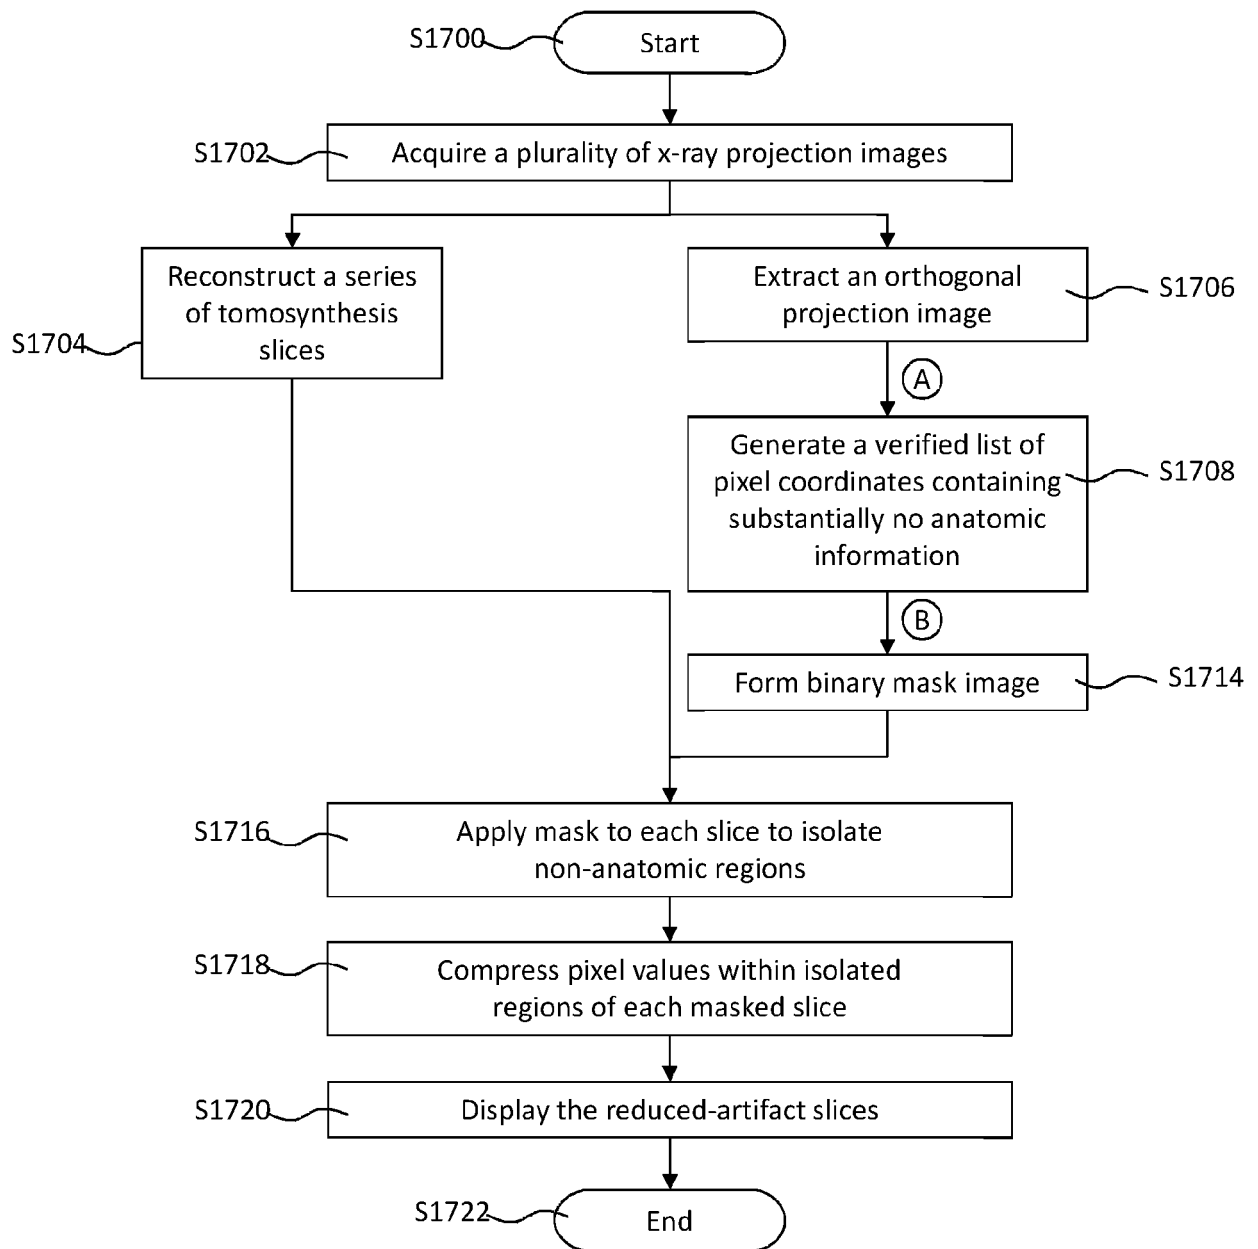 S1700
Start
S1702
Acquire a plurality of x-ray projection images
Reconstruct a series
of tomosynthesis
slices
S1704
Extract an orthogonal
projection image
S1706
A
Generate a verified list of
pixel coordinates containing
substantially no anatomic
information
S1708
B
Form binary mask image
S1714
S1716
Apply mask to each slice to isolate
non-anatomic regions
S1718
Compress pixel values within isolated
regions of each masked slice
S1720
Display the reduced-artifact slices
S1722
End